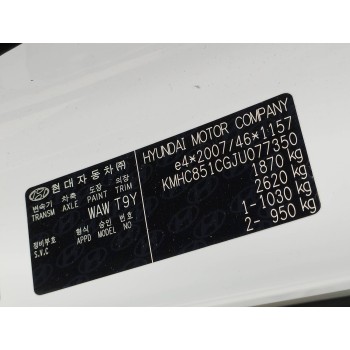 현대자동차㈜
변속기 차축 도장 의장
TRANSM AXLE PAINT TRIM
WAW T9Y
정비부호 형식 승인 번호
S.V.C APPD MODEL NO
HYUNDAI MOTOR COMPANY
e4*2007/46*1157
KMHC851CGJU077350
1870 kg
2620 kg
1- 1030 kg
2- 950 kg